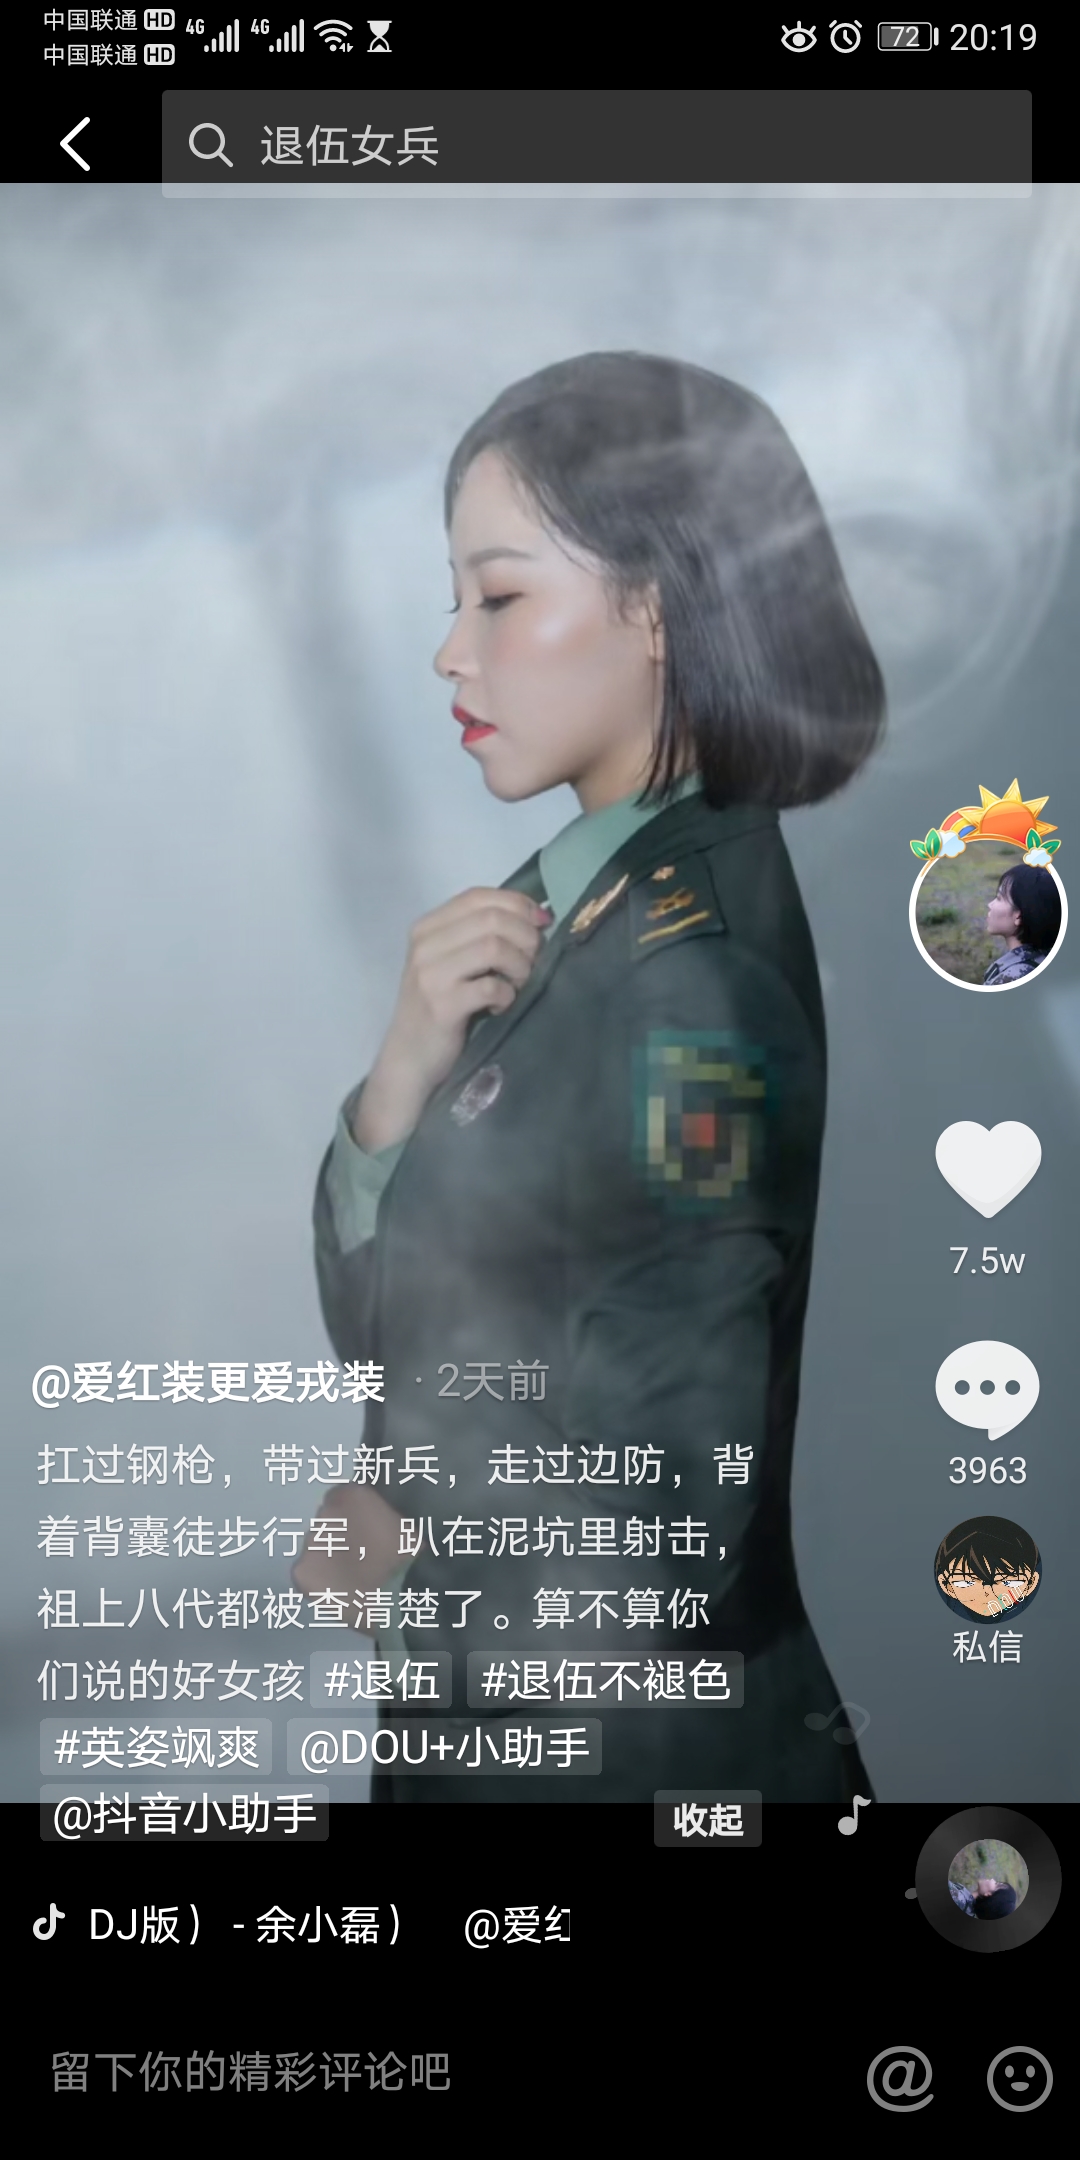 中国联通 HD 4G 4G
中国联通 HD
72 20:19
退伍女兵
7.5w
@爱红装更爱戎装 · 2天前
扛过钢枪，带过新兵，走过边防，背
着背囊徒步行军，趴在泥坑里射击，
祖上八代都被查清楚了。算不算你
们说的好女孩 #退伍 #退伍不褪色
#英姿飒爽 @DOU+小助手
@抖音小助手 收起
3963
DOU
私信
DJ版） - 余小磊） @爱红
留下你的精彩评论吧
@